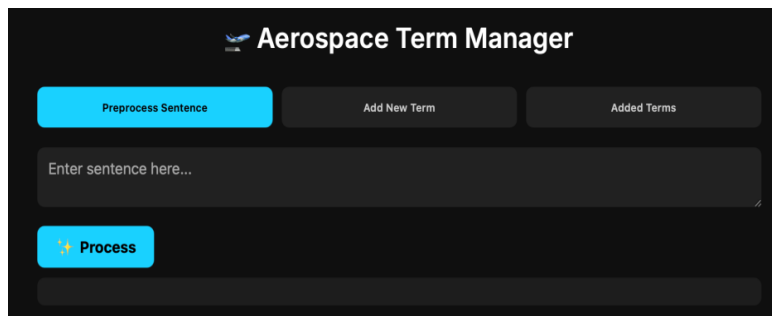 Aerospace Term Manager
Preprocess Sentence Add New Term Added Terms
Enter sentence here...
Process